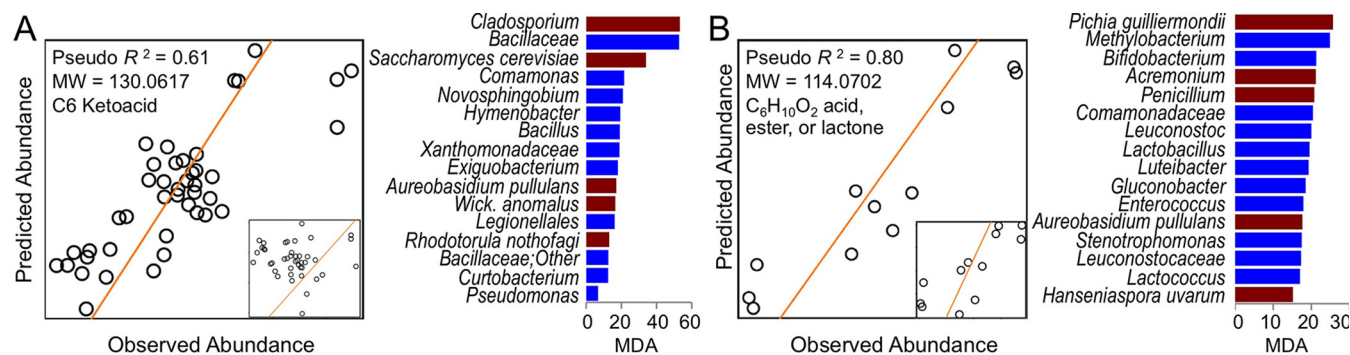 A
Pseudo R² = 0.61
MW = 130.0617
C6 Ketoacid
Predicted Abundance
Observed Abundance
Cladosporium
Bacillaceae
Saccharomyces cerevisiae
Comamonas
Novosphingobium
Hymenobacter
Bacillus
Xanthomonadaceae
Exiguobacterium
Aureobasidium pullulans
Wick. anomalus
Legionellales
Rhodotorula nothofagi
Bacillaceae;Other
Curtobacterium
Pseudomonas
0 20 40 60
MDA
B
Pseudo R² = 0.80
MW = 114.0702
C₆H₁₀O₂ acid,
ester, or lactone
Predicted Abundance
Observed Abundance
Pichia guilliermondii
Methylobacterium
Bifidobacterium
Acremonium
Penicillium
Comamonadaceae
Leuconostoc
Lactobacillus
Luteibacter
Gluconobacter
Enterococcus
Aureobasidium pullulans
Stenotrophomonas
Leuconostocaceae
Lactococcus
Hanseniaspora uvarum
0 10 20 30
MDA